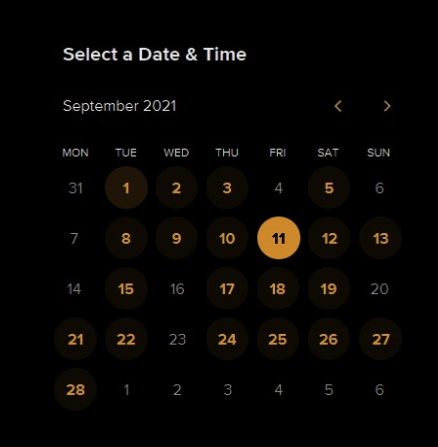 Select a Date & Time
September 2021
MON TUE WED THU FRI SAT SUN
31 1 2 3 4 5 6
7 8 9 10 11 12 13
14 15 16 17 18 19 20
21 22 23 24 25 26 27
28 1 2 3 4 5 6